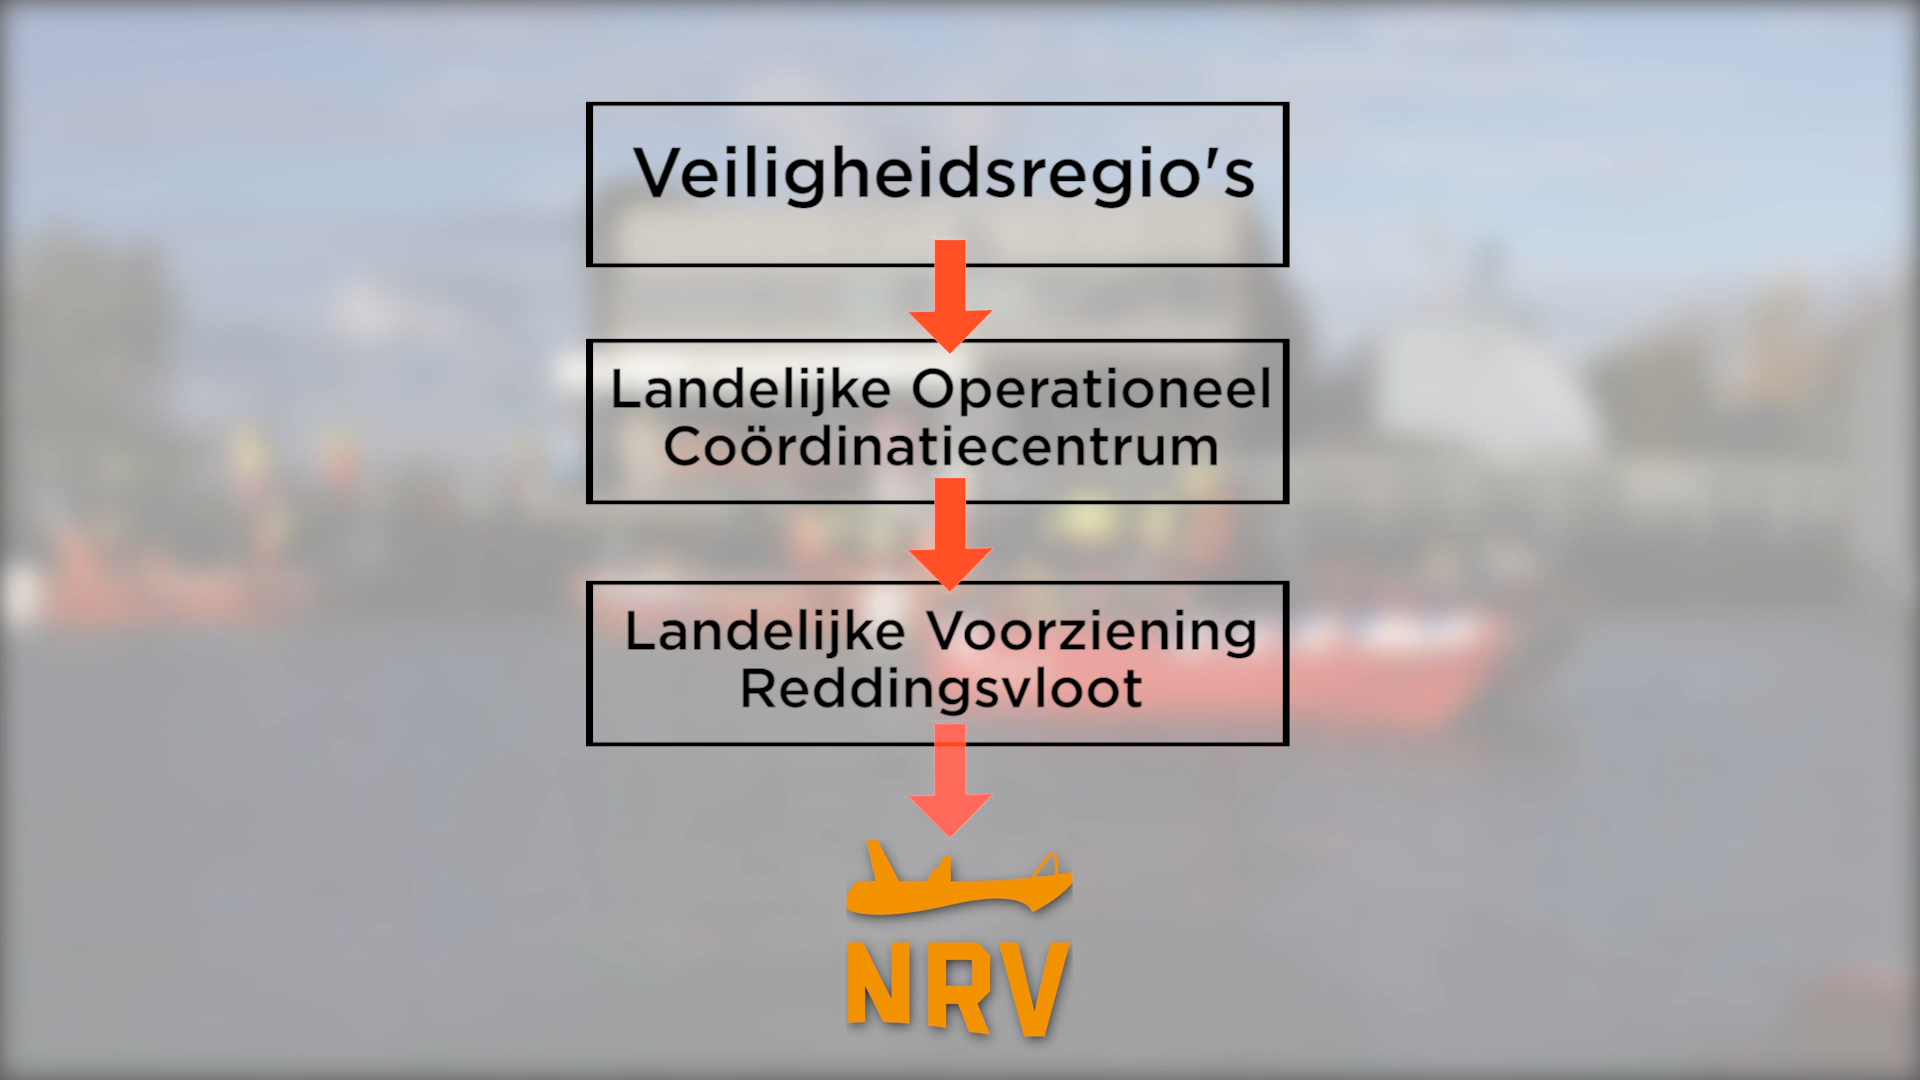 Veiligheidsregio's
Landelijke Operationeel
Coördinatiecentrum
Landelijke Voorziening
Reddingsvloot
NRV